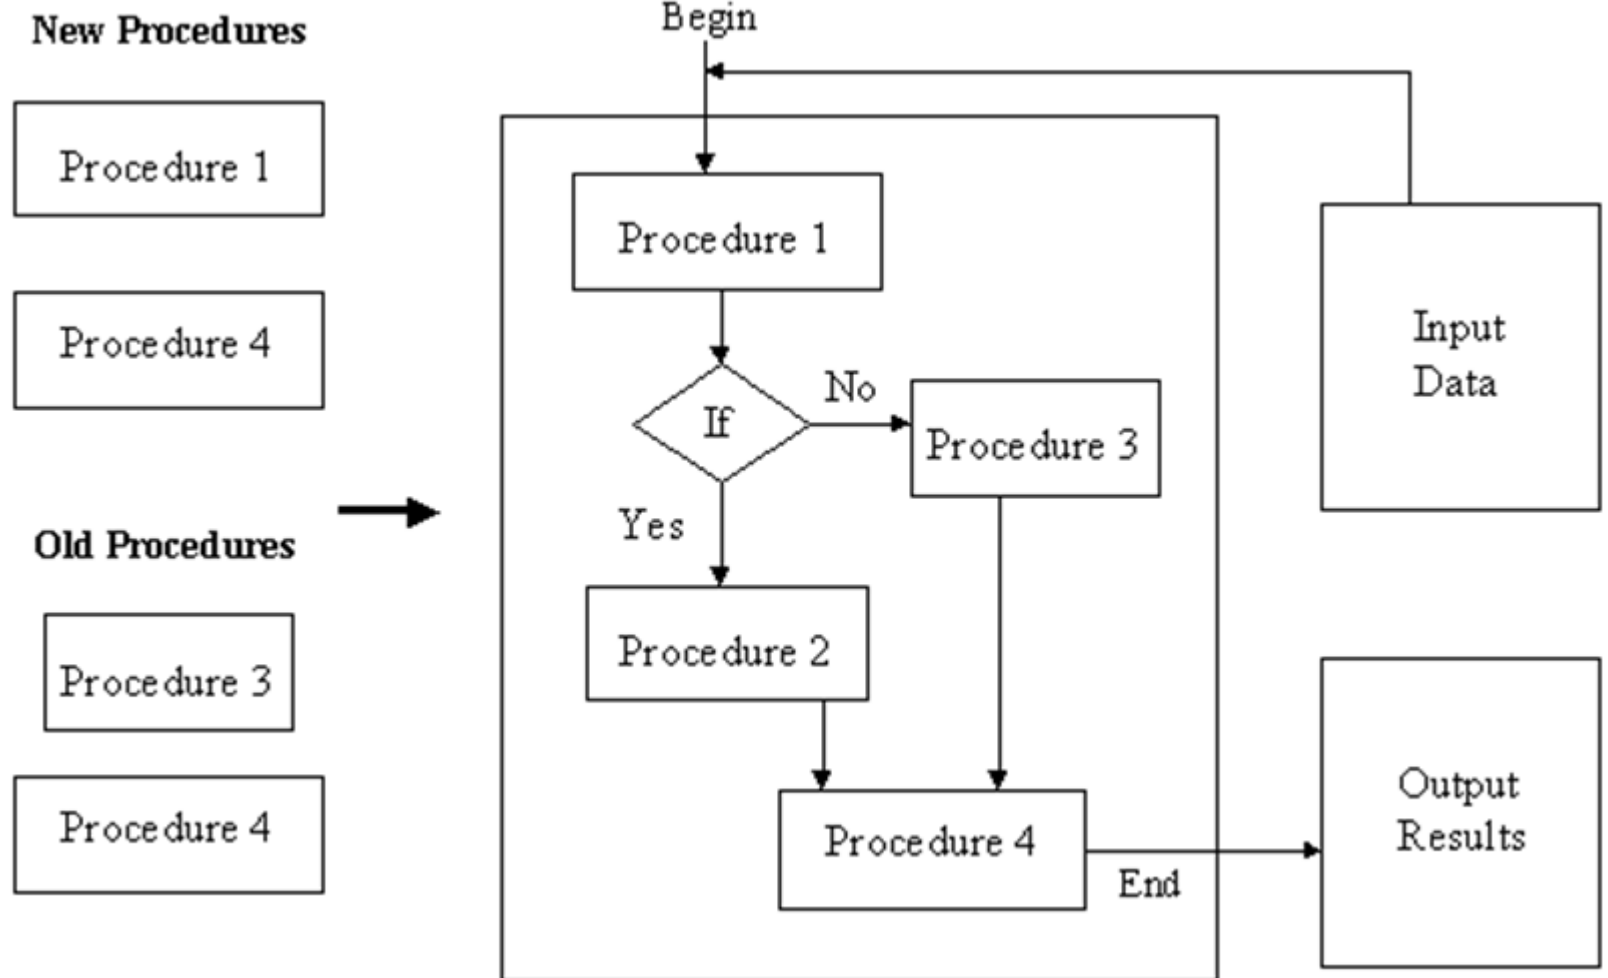 New Procedures
Procedure 1
Procedure 4
Old Procedures
Procedure 3
Procedure 4
Begin
Procedure 1
If
No
Procedure 3
Yes
Procedure 2
Procedure 4
End
Input
Data
Output
Results